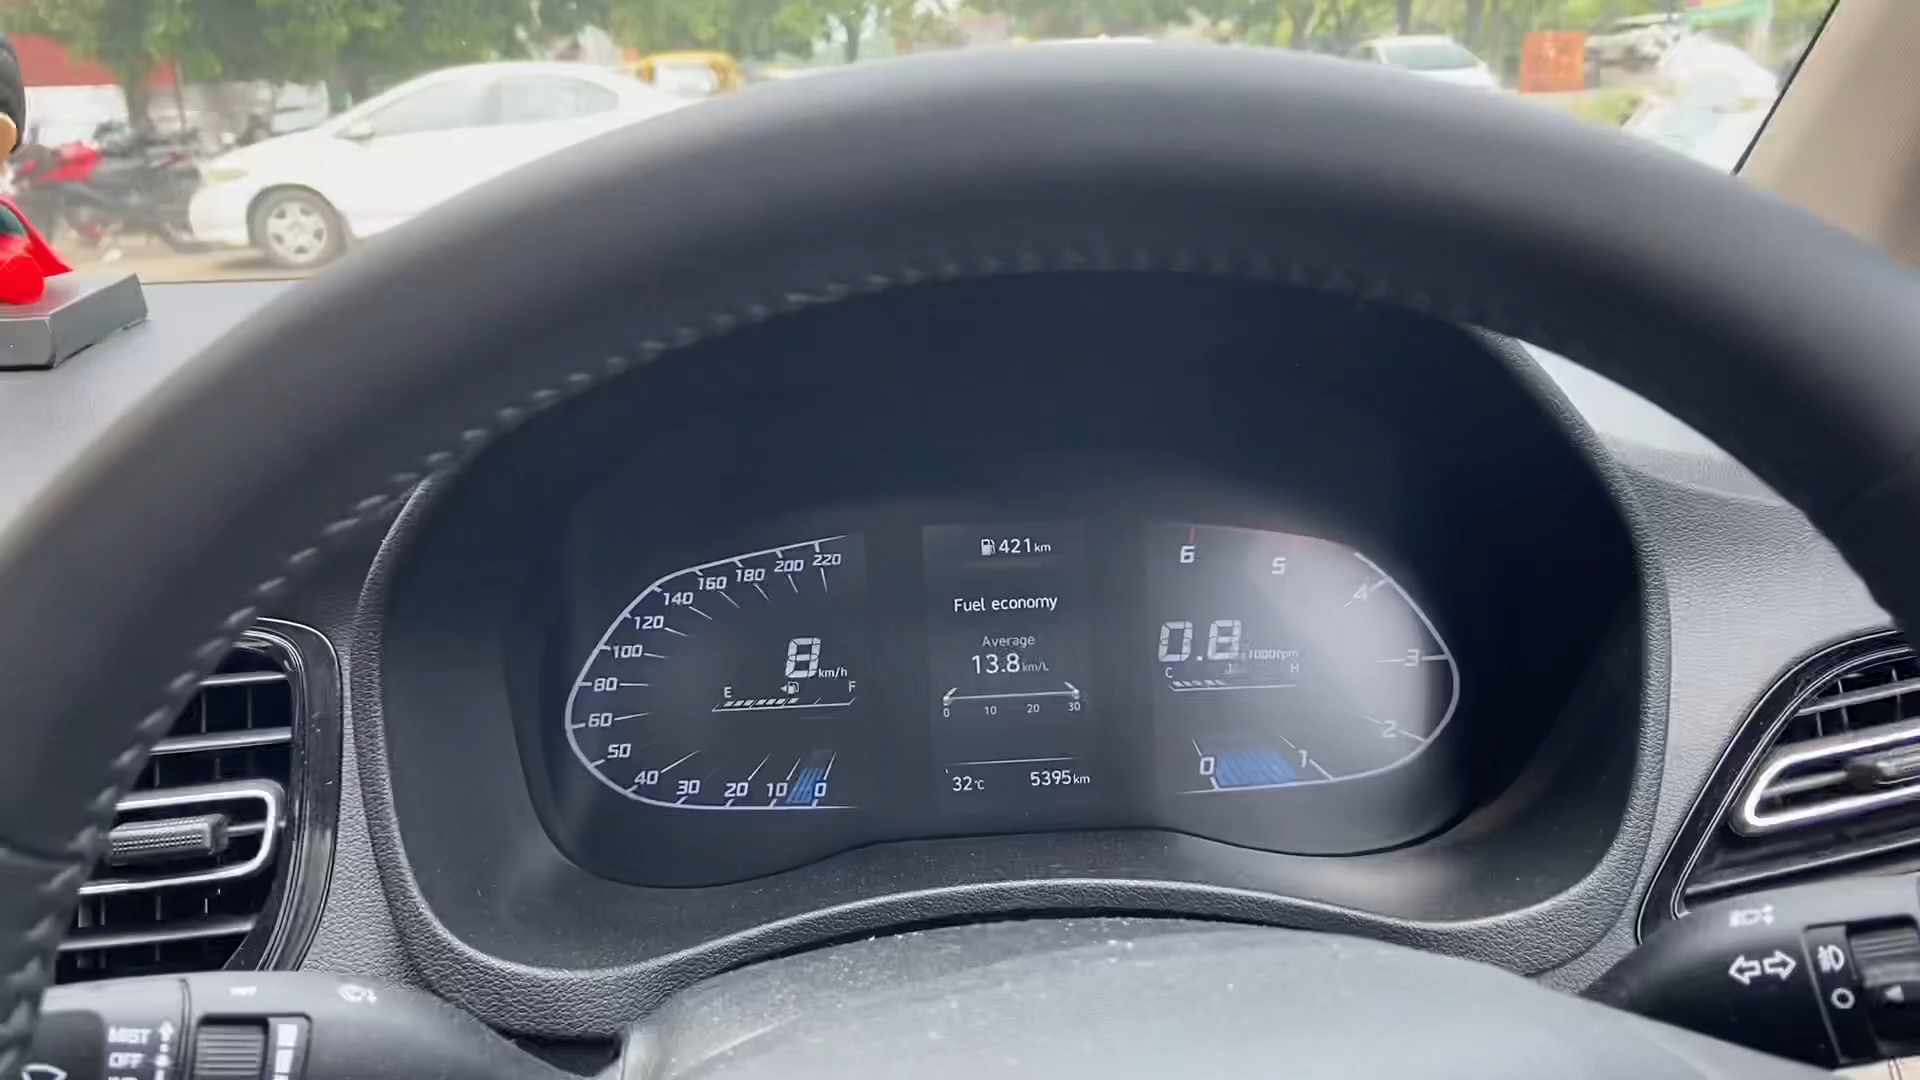 421 km
Fuel economy
Average
13.8 km/L
0 10 20 30
32°C 5395 km
220
200
180
160
140
120
100
80
60
50
40
30
20
10
0
8 km/h
E F
6
5
4
3
2
1
0
0.8 x1000rpm
C H
MIST
OFF